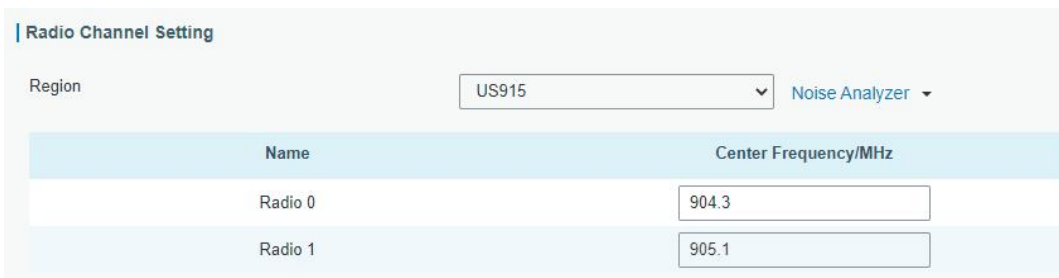 Radio Channel Setting
Region US915 Noise Analyzer
Name Center Frequency/MHz
Radio 0 904.3
Radio 1 905.1